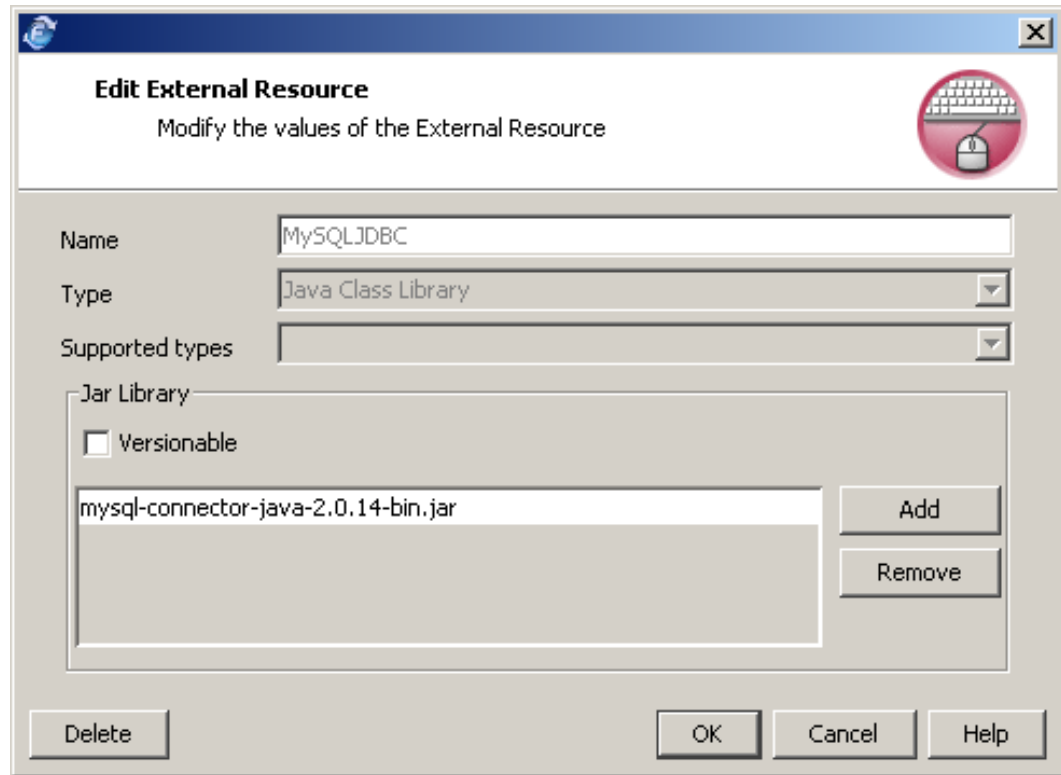 Edit External Resource
Modify the values of the External Resource
Name
MySQLJDBC
Type
Java Class Library
Supported types
Jar Library
Versionable
mysql-connector-java-2.0.14-bin.jar
Add
Remove
Delete
OK
Cancel
Help